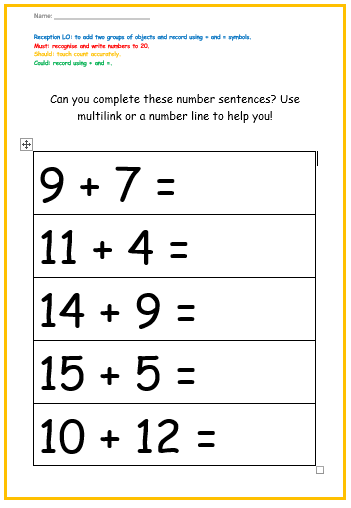 Name: ______________________
Reception LO: to add two groups of objects and record using + and = symbols.
Must: recognise and write numbers to 20.
Should: touch count accurately.
Could: record using + and =.
Can you complete these number sentences? Use
multilink or a number line to help you!
9 + 7 =
11 + 4 =
14 + 9 =
15 + 5 =
10 + 12 =